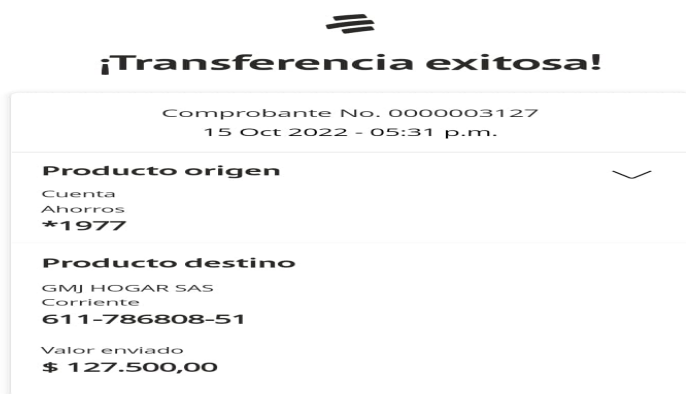 ¡Transferencia exitosa!
Comprobante No. 0000003127
15 Oct 2022 - 05:31 p.m.
Producto origen
Cuenta
Ahorros
*1977
Producto destino
GMJ HOGAR SAS
Corriente
611-786808-51
Valor enviado
$ 127.500,00